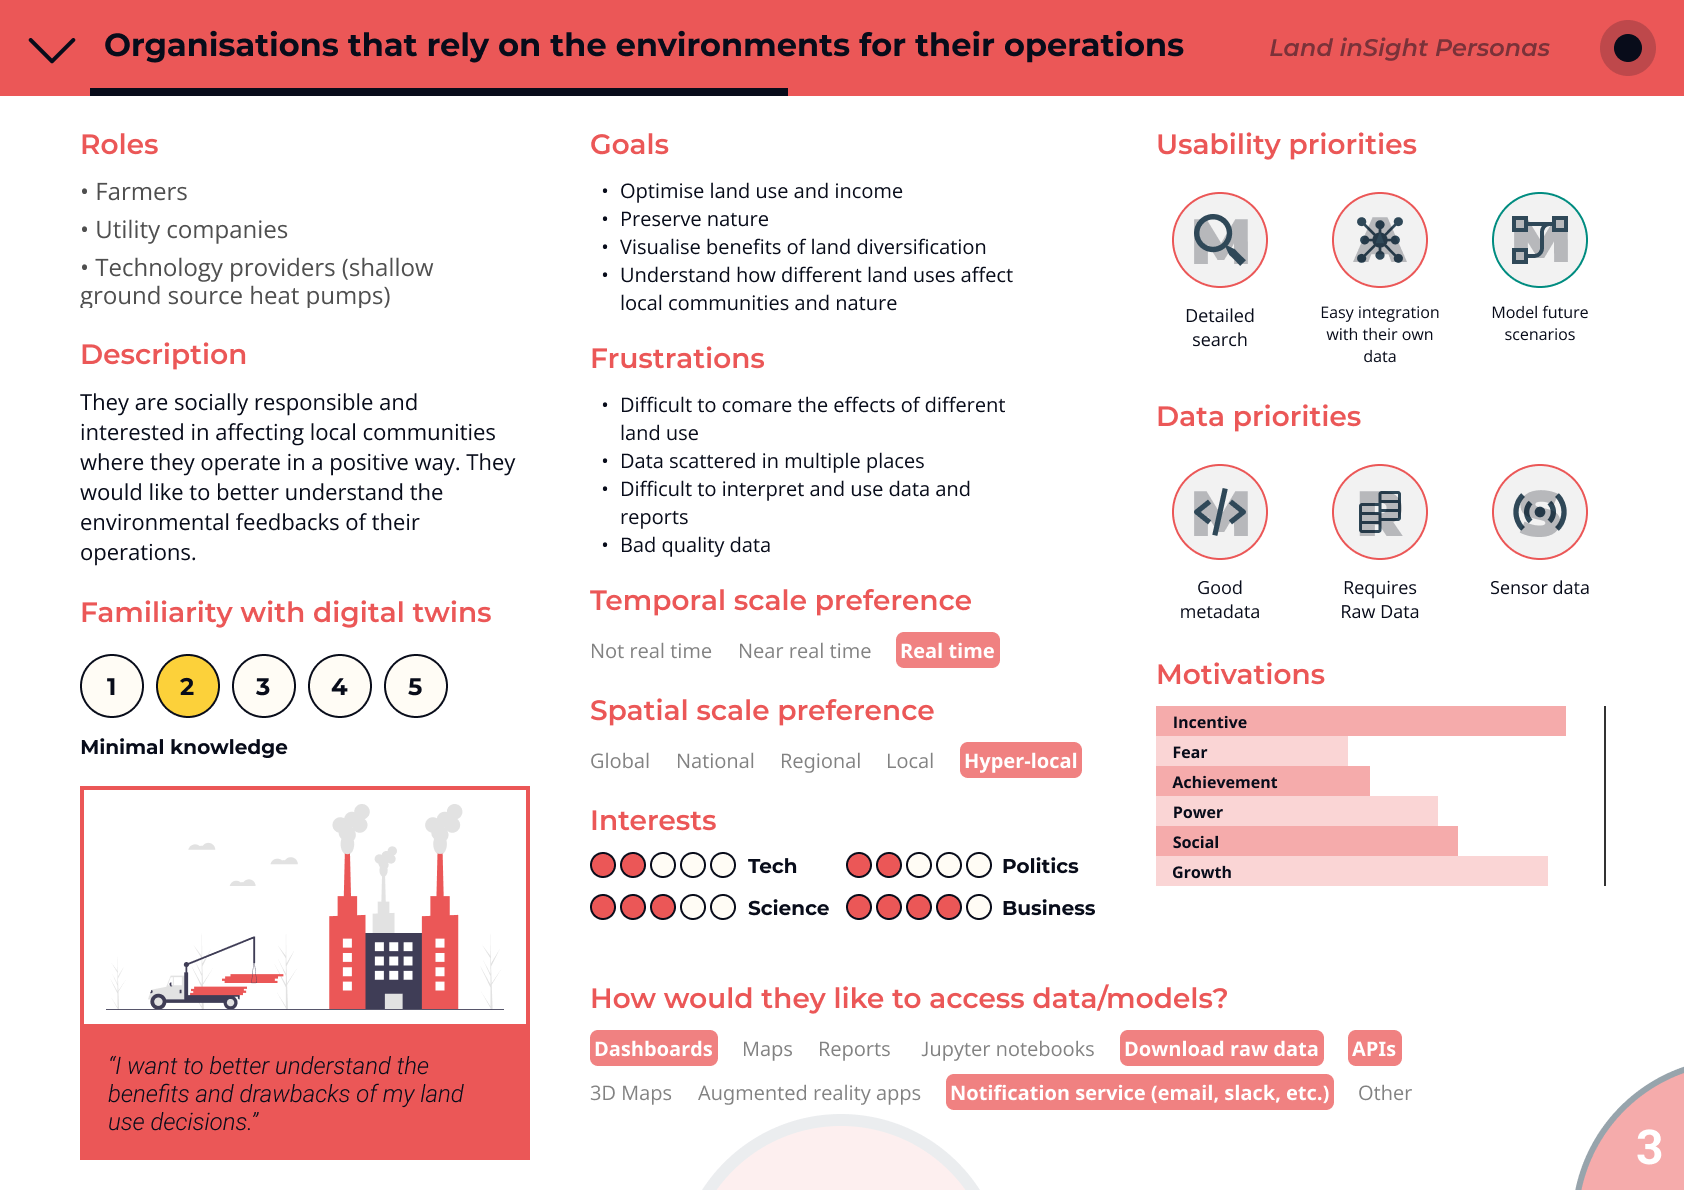 Organisations that rely on the environments for their operations
Land inSight Personas
Roles
• Farmers
• Utility companies
• Technology providers (shallow
ground source heat pumps)
Description
They are socially responsible and
interested in affecting local communities
where they operate in a positive way. They
would like to better understand the
environmental feedbacks of their
operations.
Familiarity with digital twins
1 2 3 4 5
Minimal knowledge
“I want to better understand the
benefits and drawbacks of my land
use decisions.”
Goals
• Optimise land use and income
• Preserve nature
• Visualise benefits of land diversification
• Understand how different land uses affect
local communities and nature
Frustrations
• Difficult to comare the effects of different
land use
• Data scattered in multiple places
• Difficult to interpret and use data and
reports
• Bad quality data
Temporal scale preference
Not real time Near real time Real time
Spatial scale preference
Global National Regional Local Hyper-local
Interests
Tech Politics
Science Business
How would they like to access data/models?
Dashboards Maps Reports Jupyter notebooks Download raw data APIs
3D Maps Augmented reality apps Notification service (email, slack, etc.) Other
Usability priorities
M A M
Detailed
search
Easy integration
with their own
data
Model future
scenarios
Data priorities
M R S
Good
metadata
Requires
Raw Data
Sensor data
Motivations
Incentive
Fear
Achievement
Power
Social
Growth
3